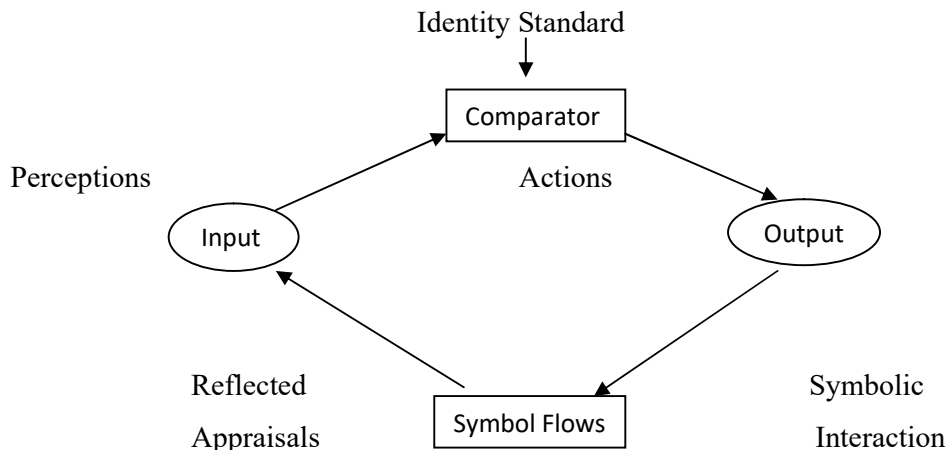 Identity Standard
Comparator
Perceptions
Actions
Input
Output
Reflected
Appraisals
Symbol Flows
Symbolic
Interaction